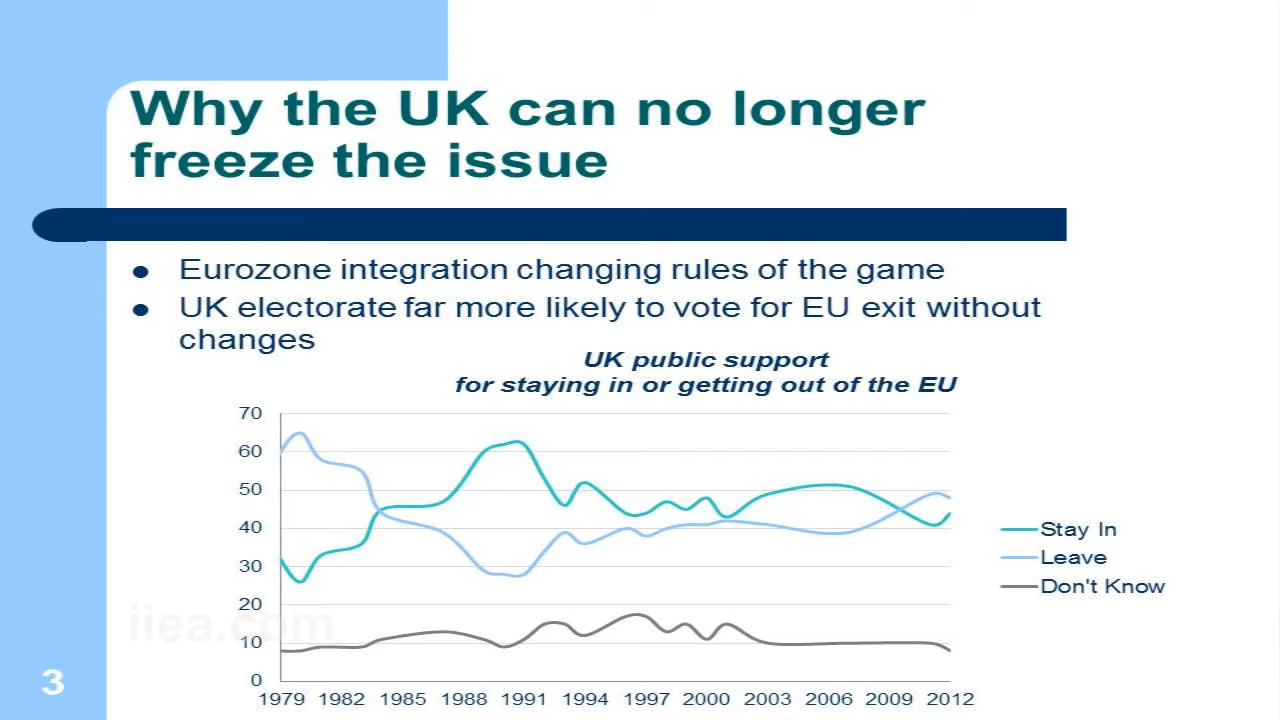 Why the UK can no longer
freeze the issue
Eurozone integration changing rules of the game
UK electorate far more likely to vote for EU exit without
changes
UK public support
for staying in or getting out of the EU
70
60
50
40
30
20
10
0
1979 1982 1985 1988 1991 1994 1997 2000 2003 2006 2009 2012
Stay In
Leave
Don't Know
iiea.com
3